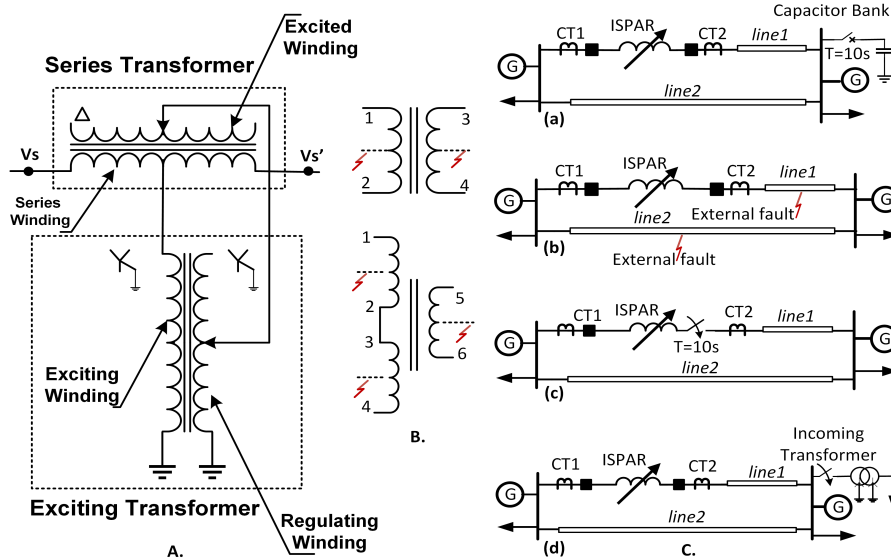 Excited
Winding
Series Transformer
Δ
Vs
Vs'
Series
Winding
Exciting
Winding
Exciting Transformer
Regulating
Winding
A.
1
3
2
4
1
2
3
4
5
6
B.
Capacitor Bank
CT1
ISPAR
CT2
line1
T=10s
G
G
line2
(a)
CT1
ISPAR
CT2
line1
G
G
line2
External fault
(b)
External fault
CT1
ISPAR
CT2
line1
G
G
T=10s
line2
(c)
Incoming
Transformer
CT1
ISPAR
CT2
line1
G
G
line2
(d)
C.